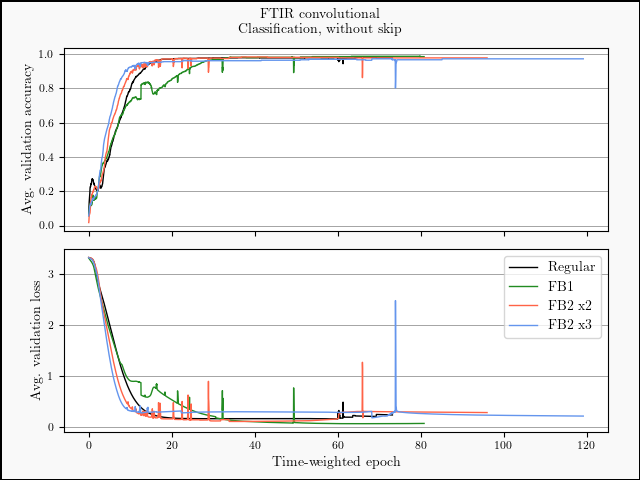 FTIR convolutional
Classification, without skip
Avg. validation accuracy
1.0
0.8
0.6
0.4
0.2
0.0
Avg. validation loss
3
2
1
0
Regular
FB1
FB2 x2
FB2 x3
0 20 40 60 80 100 120
Time-weighted epoch